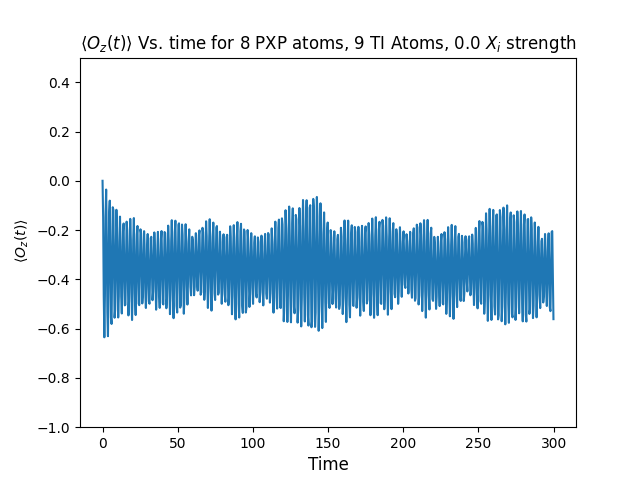 ⟨O_z(t)⟩ Vs. time for 8 PXP atoms, 9 TI Atoms, 0.0 X_i strength
0.4
0.2
0.0
−0.2
−0.4
−0.6
−0.8
−1.0
⟨O_z(t)⟩
0 50 100 150 200 250 300
Time